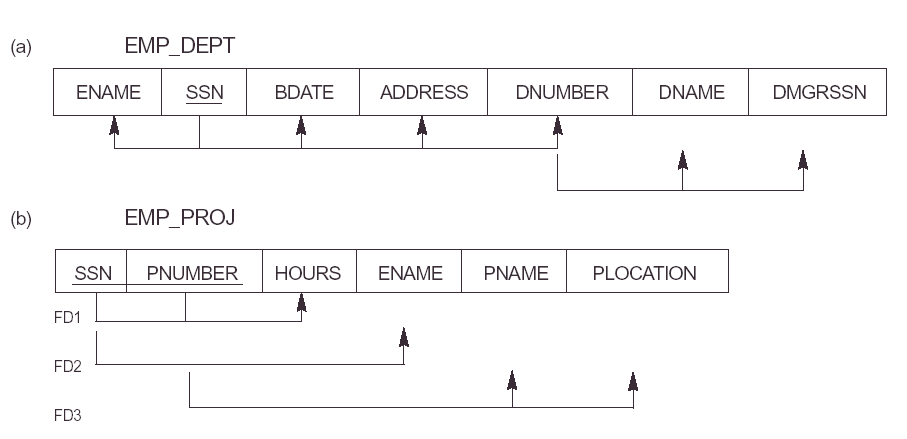 (a) EMP_DEPT
ENAME SSN BDATE ADDRESS DNUMBER DNAME DMGRSSN
(b) EMP_PROJ
SSN PNUMBER HOURS ENAME PNAME PLOCATION
FD1
FD2
FD3